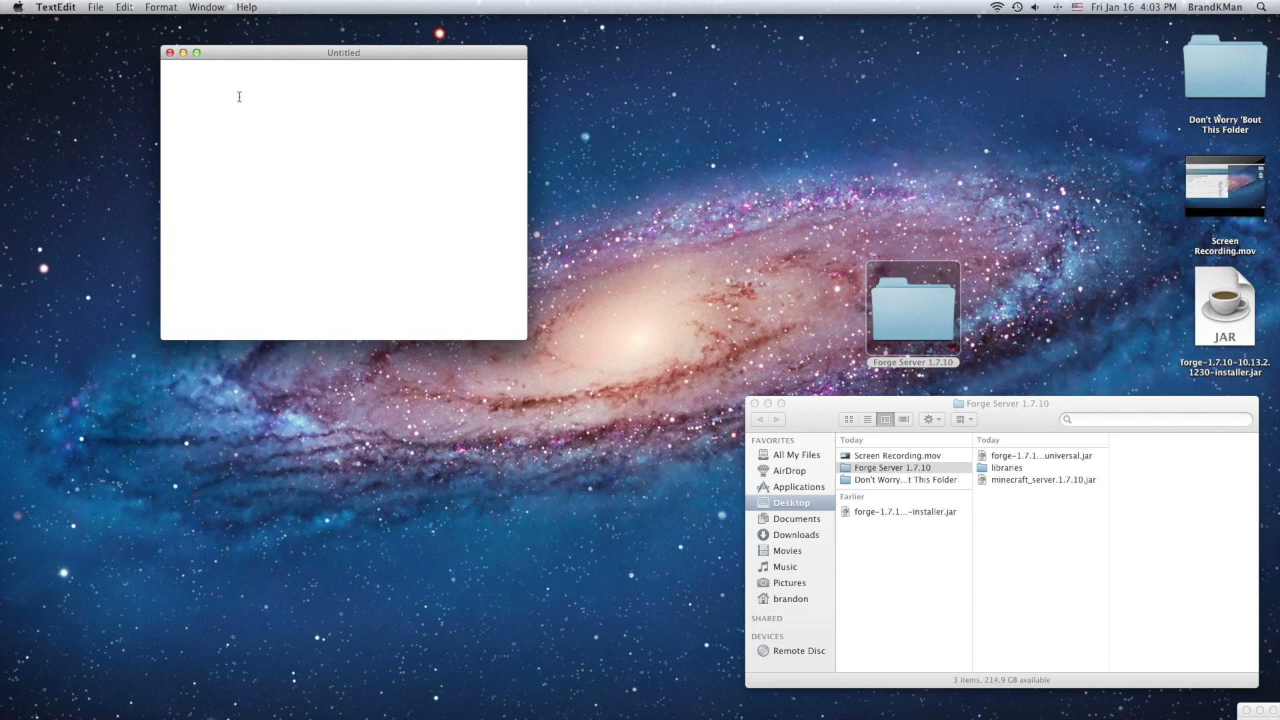 TextEdit File Edit Format Window Help
Fri Jan 16 4:03 PM BrandKMan
Untitled
Don't Worry 'Bout
This Folder
Screen
Recording.mov
JAR
forge-1.7.10-10.13.2.
1230-installer.jar
Forge Server 1.7.10
Forge Server 1.7.10
FAVORITES
All My Files
AirDrop
Applications
Desktop
Documents
Downloads
Movies
Music
Pictures
brandon
SHARED
DEVICES
Remote Disc
Today
Screen Recording.mov
Forge Server 1.7.10
Don't Worry...t This Folder
Earlier
forge-1.7.1...-installer.jar
Today
forge-1.7.1...universal.jar
libraries
minecraft_server.1.7.10.jar
3 items, 214.9 GB available